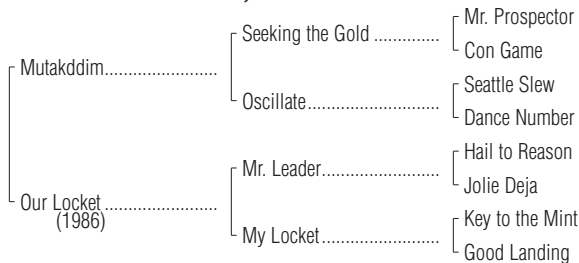 Mr. Prospector
Seeking the Gold ..............
Con Game
Mutakddim........................
Seattle Slew
Oscillate............................
Dance Number
Hail to Reason
Mr. Leader.........................
Jolie Deja
Our Locket ........................
(1986)
Key to the Mint
My Locket.........................
Good Landing